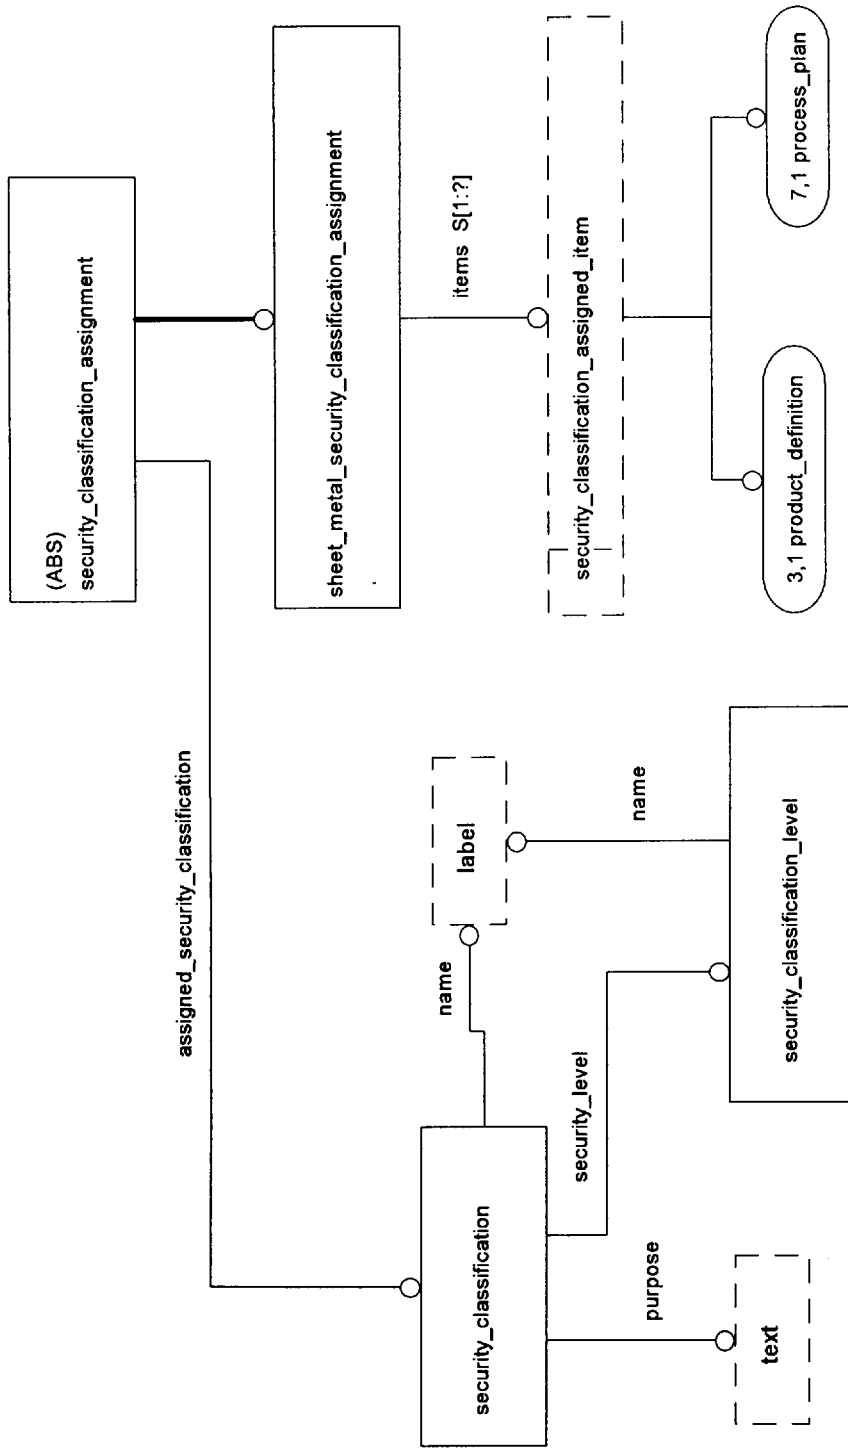 (ABS)
security_classification_assignment
assigned_security_classification
sheet_metal_security_classification_assignment
items S[1:?]
security_classification_assigned_item
3,1 product_definition
7,1 process_plan
security_classification
name
label
security_level
name
purpose
text
security_classification_level